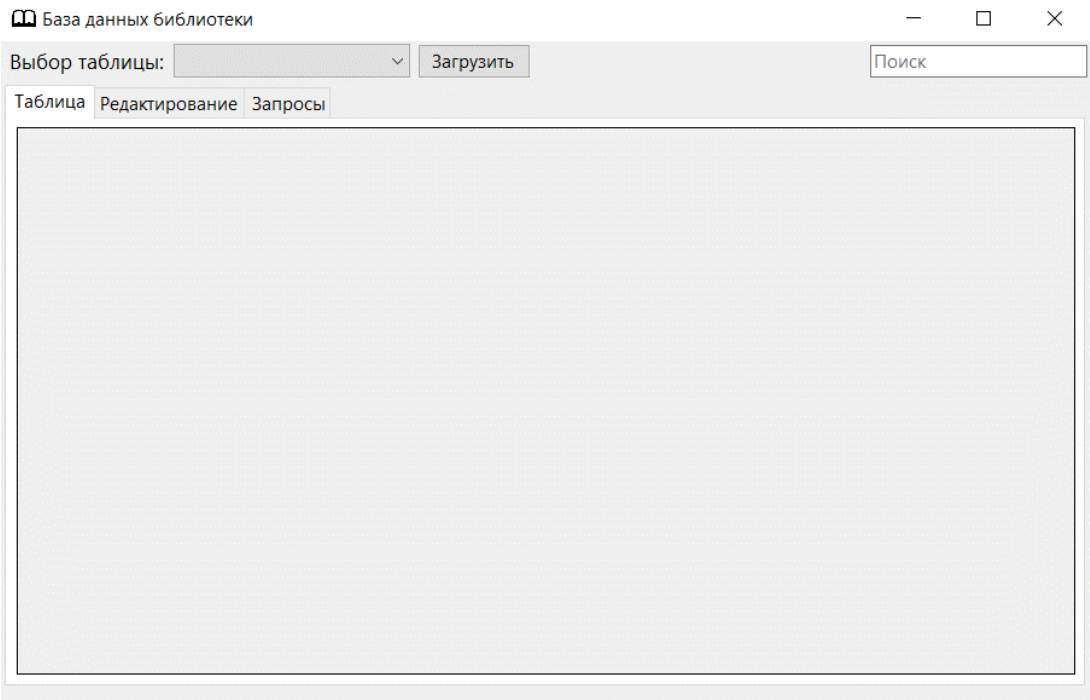 База данных библиотеки
Выбор таблицы: Загрузить Поиск
Таблица Редактирование Запросы